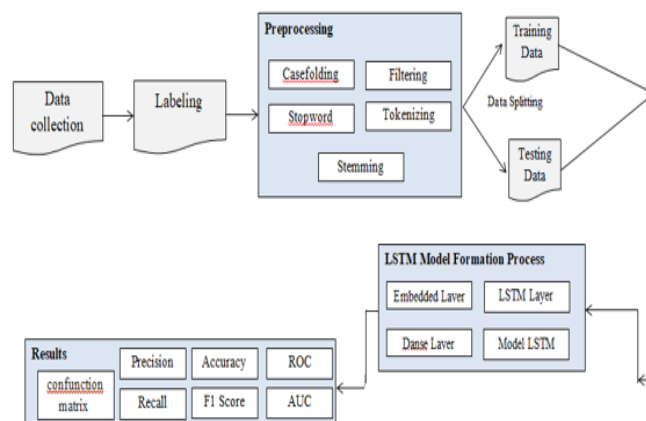 Preprocessing
Data
collection
Labeling
Casefolding
Filtering
Stopword
Tokenizing
Stemming
Training
Data
Data Splitting
Testing
Data
LSTM Model Formation Process
Embedded Layer
LSTM Layer
Danse Layer
Model LSTM
Results
confunction
matrix
Precision
Accuracy
ROC
Recall
F1 Score
AUC